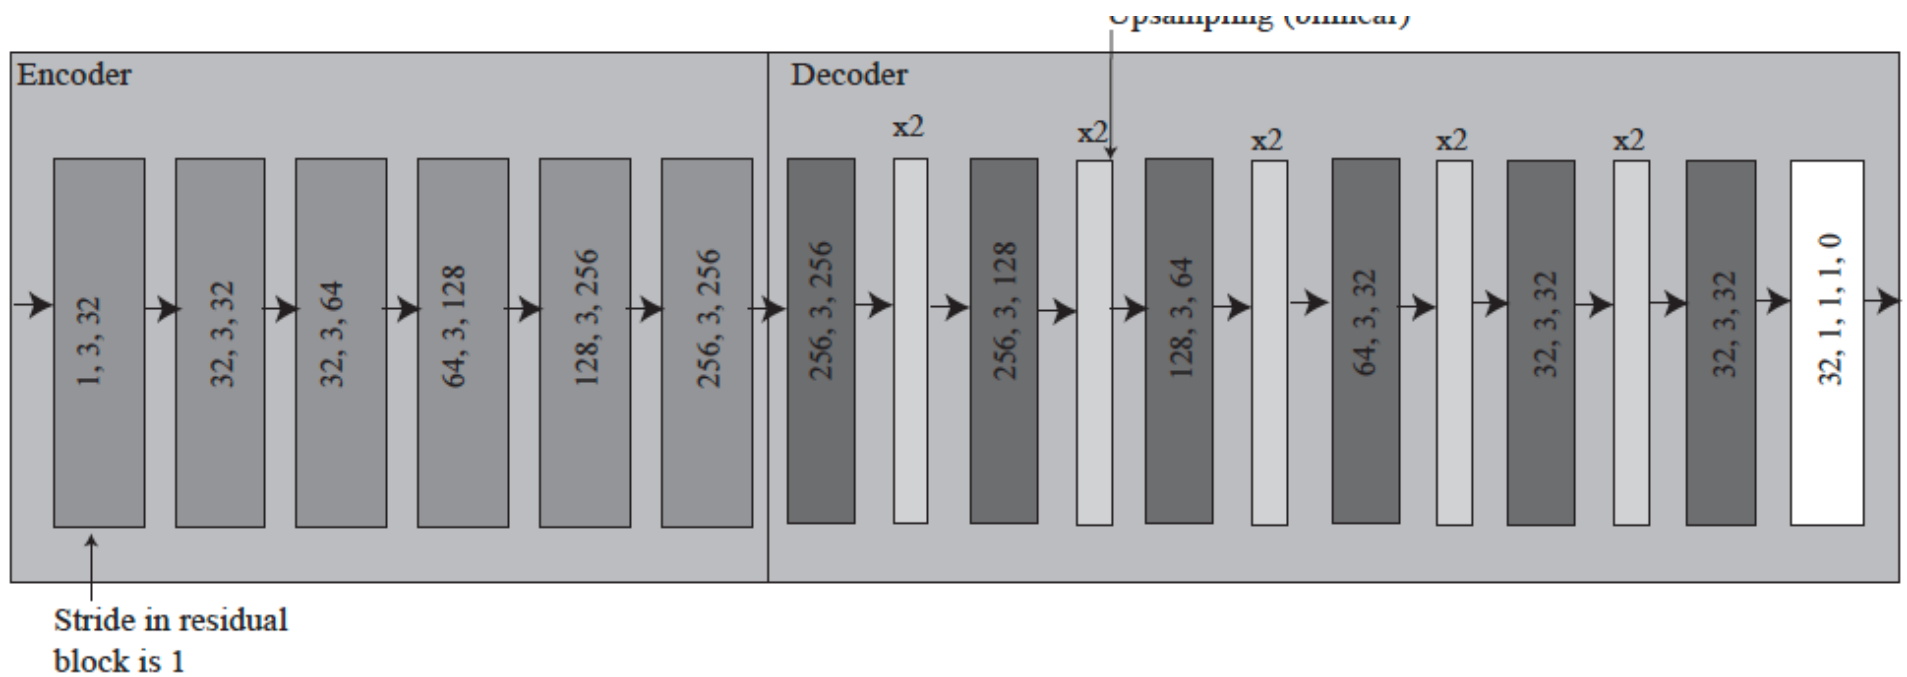 Upsampling (bilinear)
Encoder
Decoder
x2
x2
x2
x2
x2
1, 3, 32
32, 3, 32
32, 3, 64
64, 3, 128
128, 3, 256
256, 3, 256
256, 3, 256
256, 3, 128
128, 3, 64
64, 3, 32
32, 3, 32
32, 3, 32
32, 1, 1, 1, 0
Stride in residual
block is 1